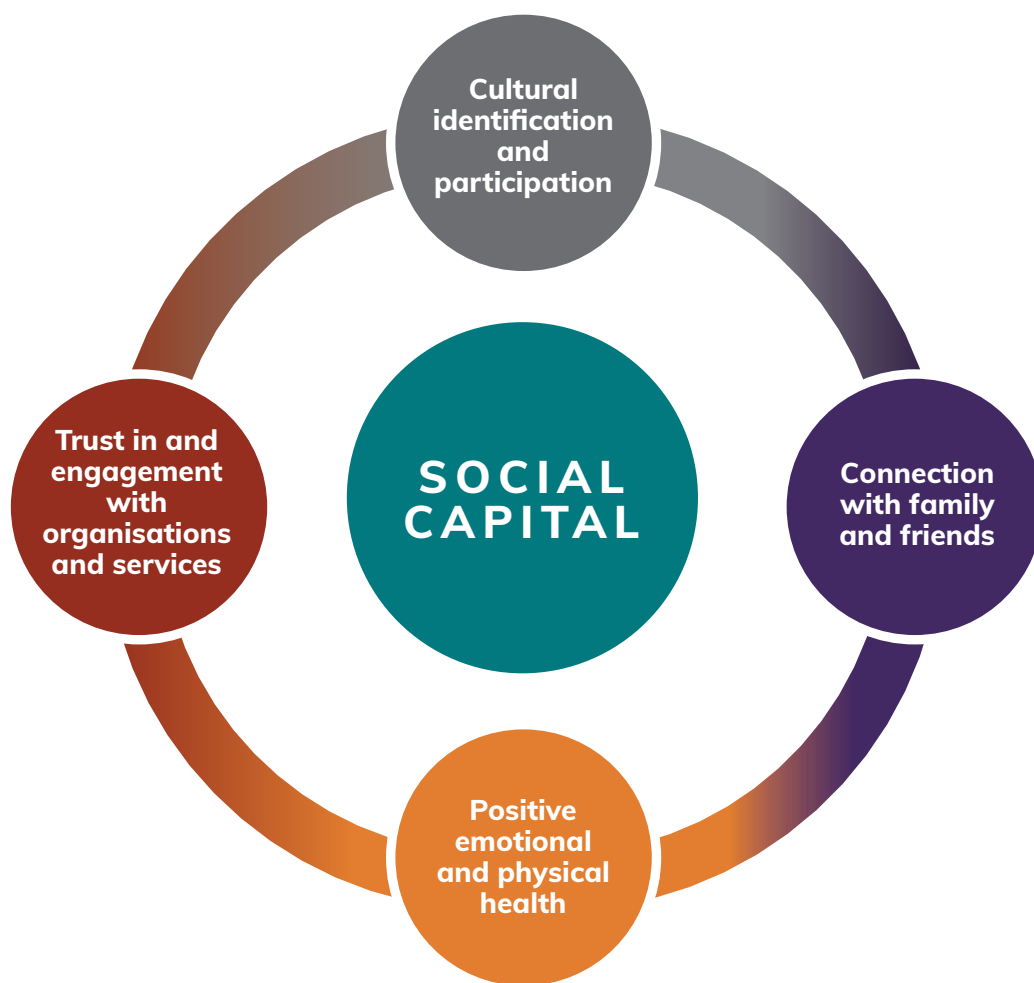 Cultural
identification
and
participation
Trust in and
engagement
with
organisations
and services
SOCIAL
CAPITAL
Connection
with family
and friends
Positive
emotional
and physical
health